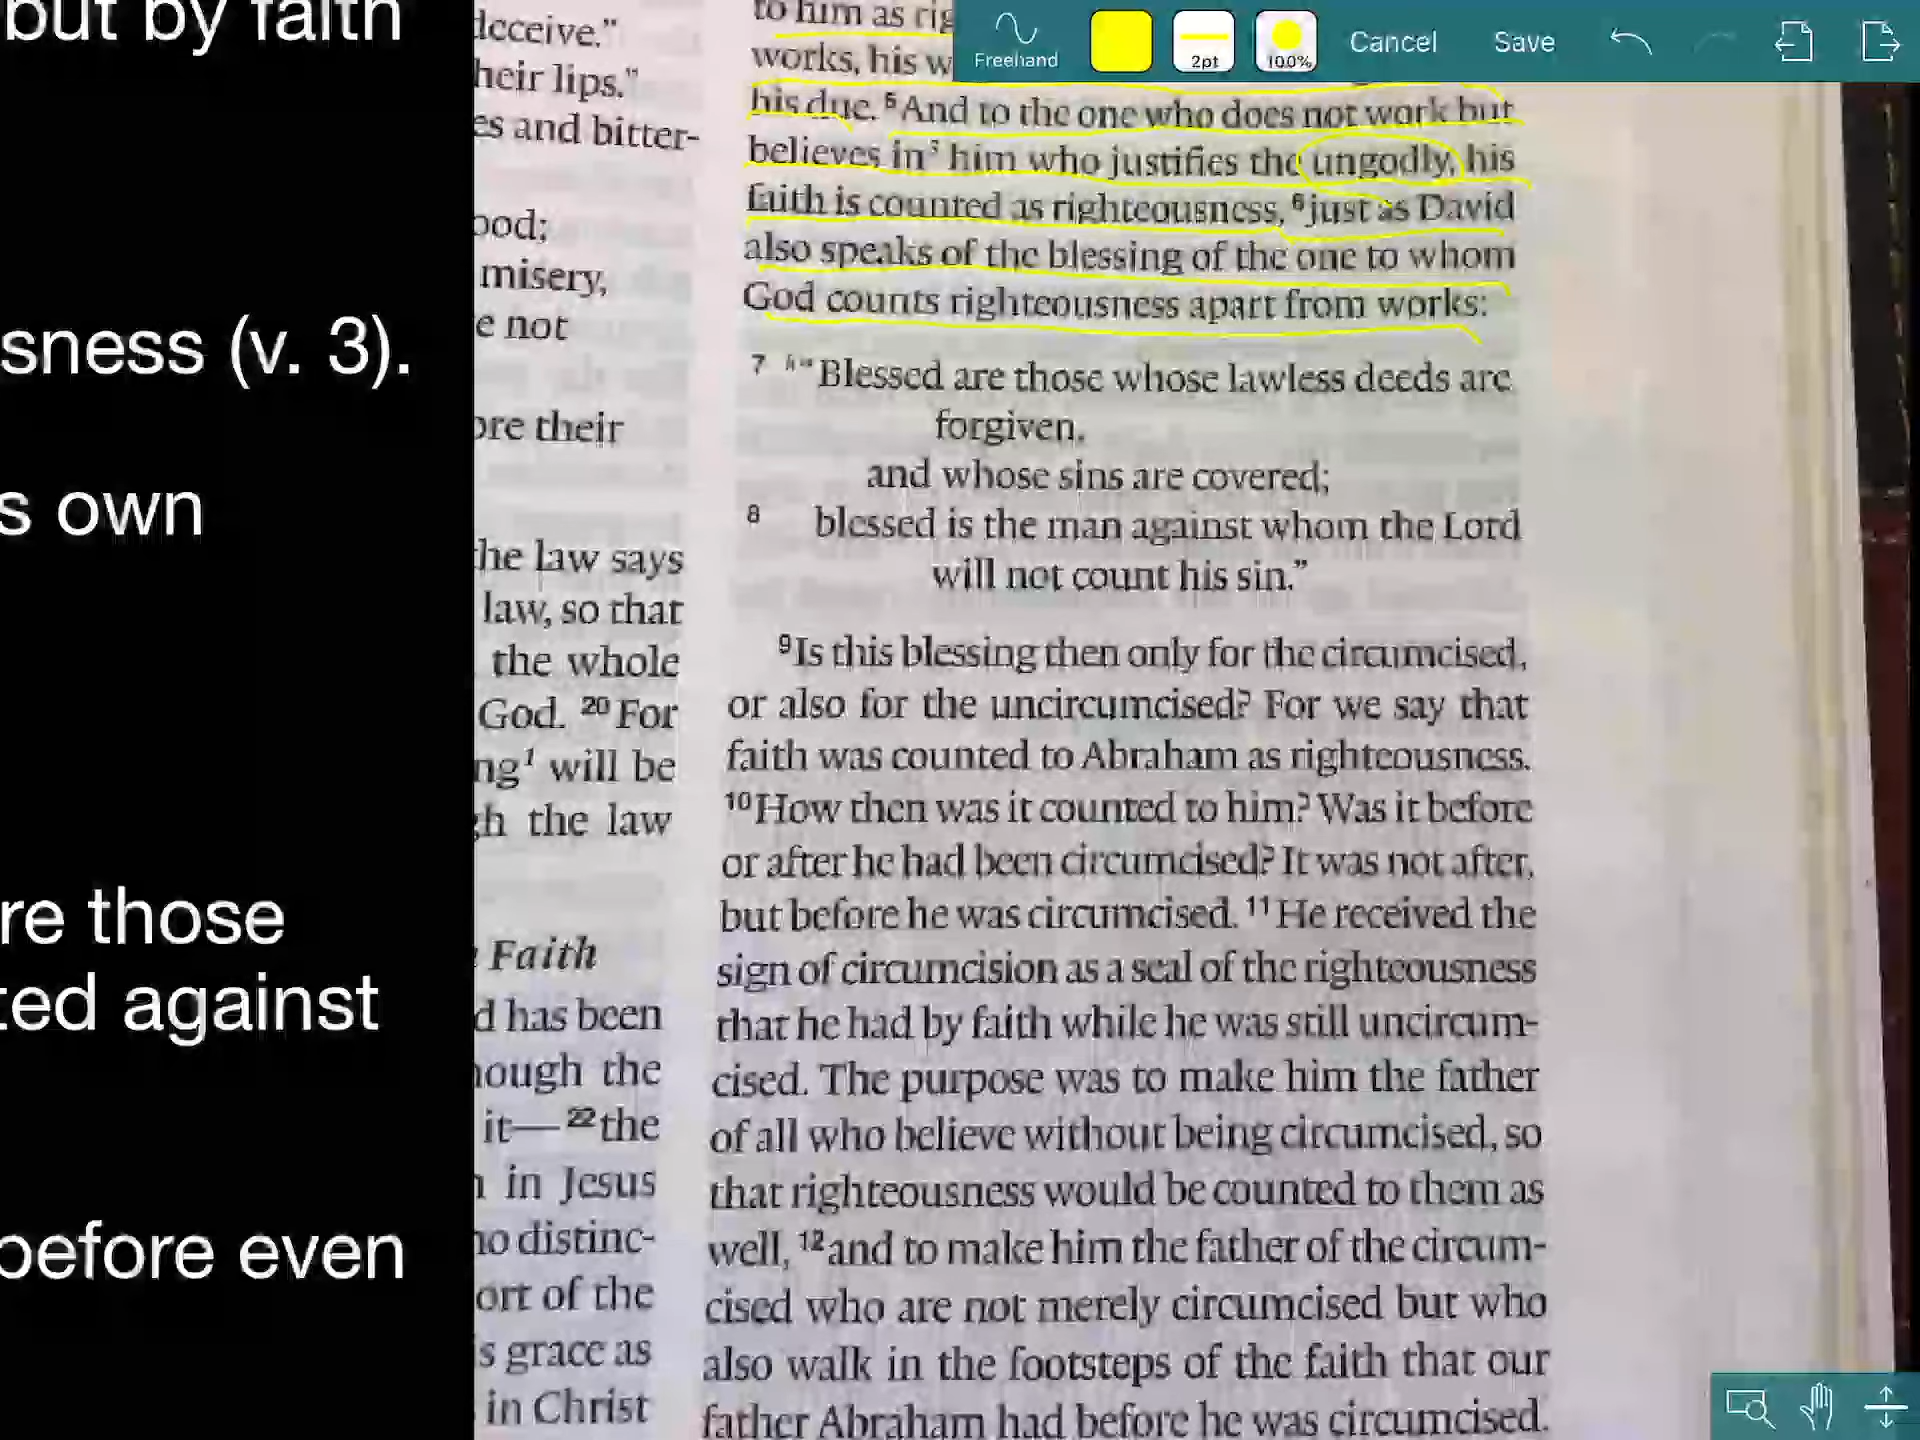 but by faith
sness (v. 3).
s own
re those
ted against
before even
deceive."
heir lips."
es and bitter-
ood;
misery,
e not
ore their
the law says
law, so that
the whole
God. 20 For
ng1 will be
gh the law
Faith
d has been
hough the
it—22 the
n in Jesus
no distinc-
ort of the
s grace as
in Christ
Freehand
2pt
100%
Cancel
Save
to him as rig
works, his w
his due. 5 And to the one who does not work but
believes in3 him who justifies the ungodly, his
faith is counted as righteousness, 6 just as David
also speaks of the blessing of the one to whom
God counts righteousness apart from works:
7 h "Blessed are those whose lawless deeds are
forgiven,
and whose sins are covered;
8 blessed is the man against whom the Lord
will not count his sin."
9 Is this blessing then only for the circumcised,
or also for the uncircumcised? For we say that
faith was counted to Abraham as righteousness.
10 How then was it counted to him? Was it before
or after he had been circumcised? It was not after,
but before he was circumcised. 11 He received the
sign of circumcision as a seal of the righteousness
that he had by faith while he was still uncircum-
cised. The purpose was to make him the father
of all who believe without being circumcised, so
that righteousness would be counted to them as
well, 12 and to make him the father of the circum-
cised who are not merely circumcised but who
also walk in the footsteps of the faith that our
father Abraham had before he was circumcised.